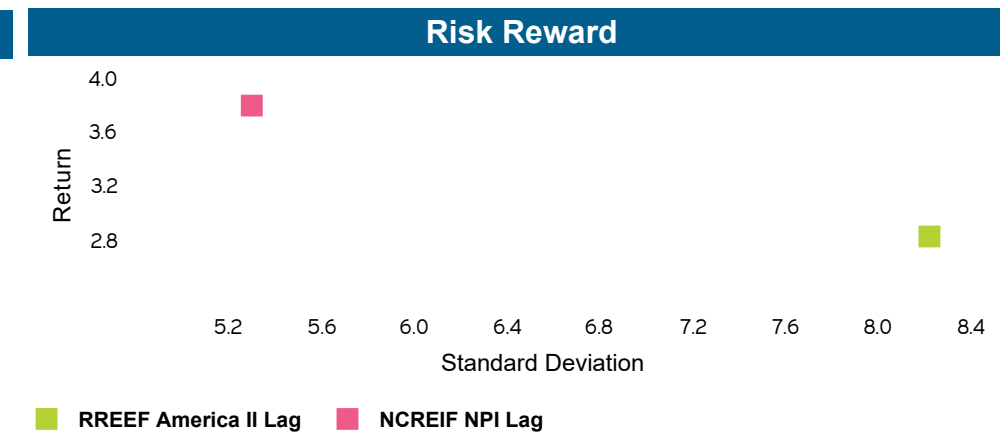 Risk Reward
4.0
3.6
3.2
2.8
Return
5.2 5.6 6.0 6.4 6.8 7.2 7.6 8.0 8.4
Standard Deviation
RREEF America II Lag NCREIF NPI Lag